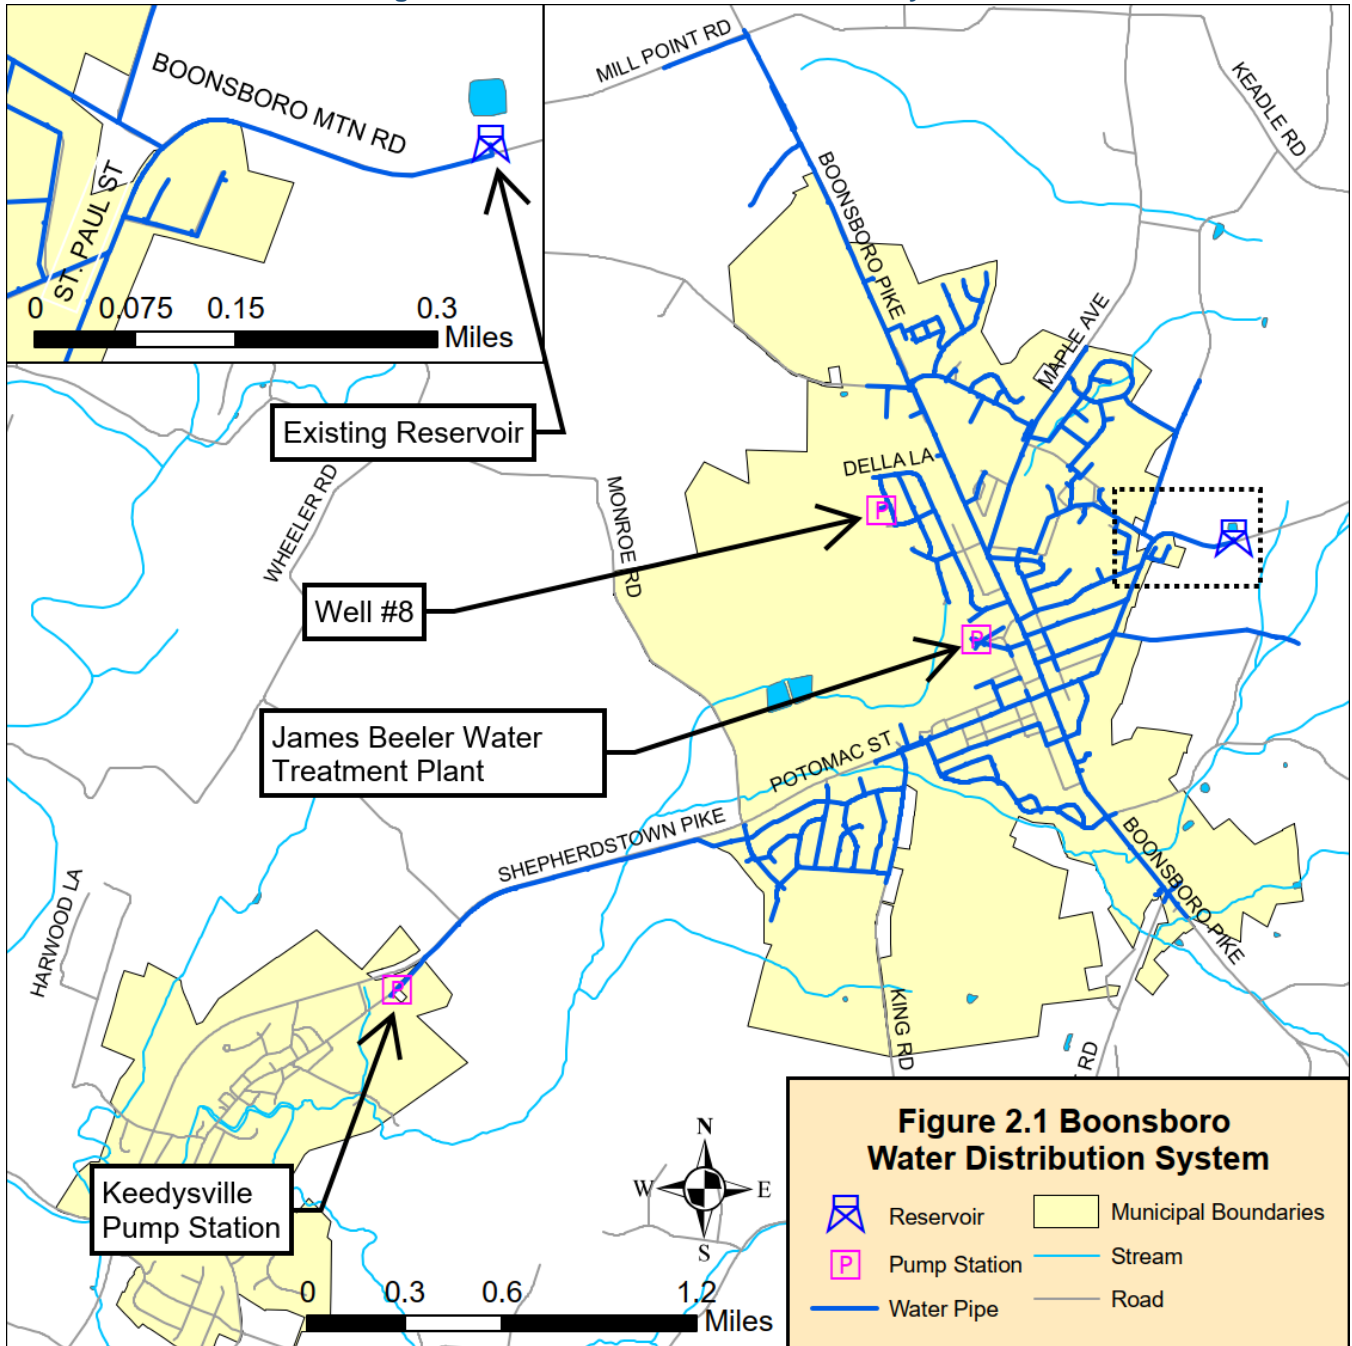 MILL POINT RD
KEADLE RD
BOONSBORO MTN RD
BOONSBORO PIKE
ST. PAUL ST
0 0.075 0.15 0.3
Miles
MAPLE AVE
Existing Reservoir
DELLA LA
P
WHEELER RD
MONROE RD
Well #8
P
James Beeler Water
Treatment Plant
POTOMAC ST
SHEPHERDSTOWN PIKE
BOONSBORO PIKE
HARWOOD LA
P
KING RD
RD
Keedysville
Pump Station
N
W E
S
0 0.3 0.6 1.2
Miles
Figure 2.1 Boonsboro
Water Distribution System
Reservoir
Municipal Boundaries
P Pump Station
Stream
Water Pipe
Road